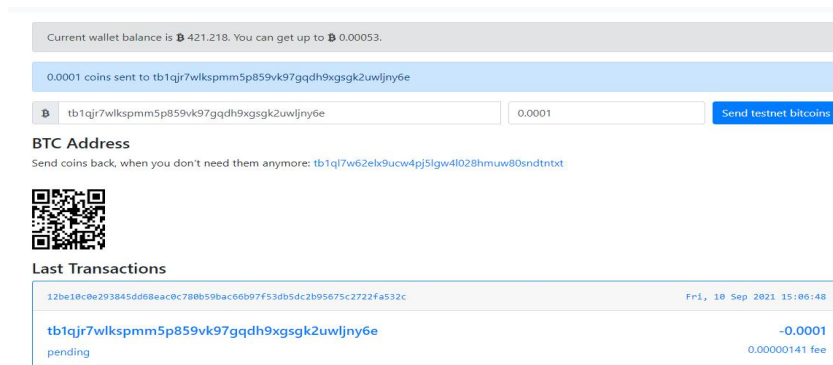 Current wallet balance is ₿ 421.218. You can get up to ₿ 0.00053.
0.0001 coins sent to tb1qjr7wlkspmm5p859vk97gqdh9xgsgk2uwljny6e
₿ tb1qjr7wlkspmm5p859vk97gqdh9xgsgk2uwljny6e 0.0001 Send testnet bitcoins
BTC Address
Send coins back, when you don't need them anymore: tb1ql7w62elx9ucw4pj5lgw4l028hmuw80sndtntxt
Last Transactions
12be10c0e293845dd68eac0c780b59bac66b97f53db5dc2b95675c2722fa532c Fri, 10 Sep 2021 15:06:48
tb1qjr7wlkspmm5p859vk97gqdh9xgsgk2uwljny6e -0.0001
pending 0.00000141 fee